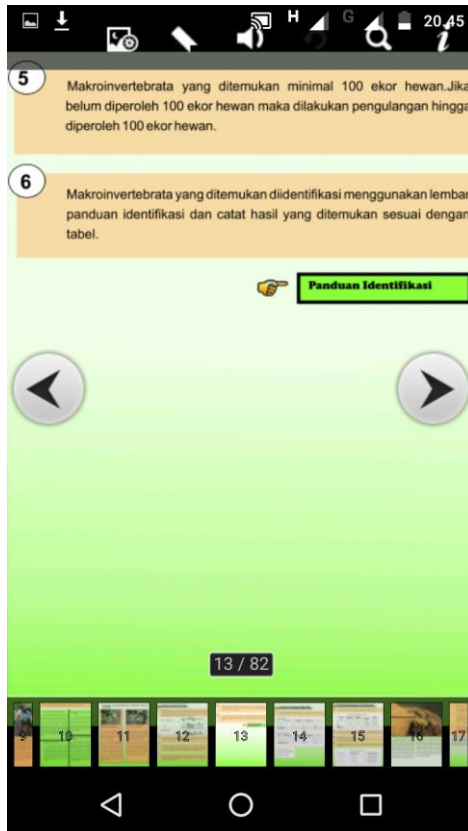 H G 20.45
5
Makroinvertebrata yang ditemukan minimal 100 ekor hewan.Jika
belum diperoleh 100 ekor hewan maka dilakukan pengulangan hingga
diperoleh 100 ekor hewan.
6
Makroinvertebrata yang ditemukan diidentifikasi menggunakan lembar
panduan identifikasi dan catat hasil yang ditemukan sesuai dengan
tabel.
Panduan Identifikasi
13 / 82
9 10 11 12 13 14 15 16 17